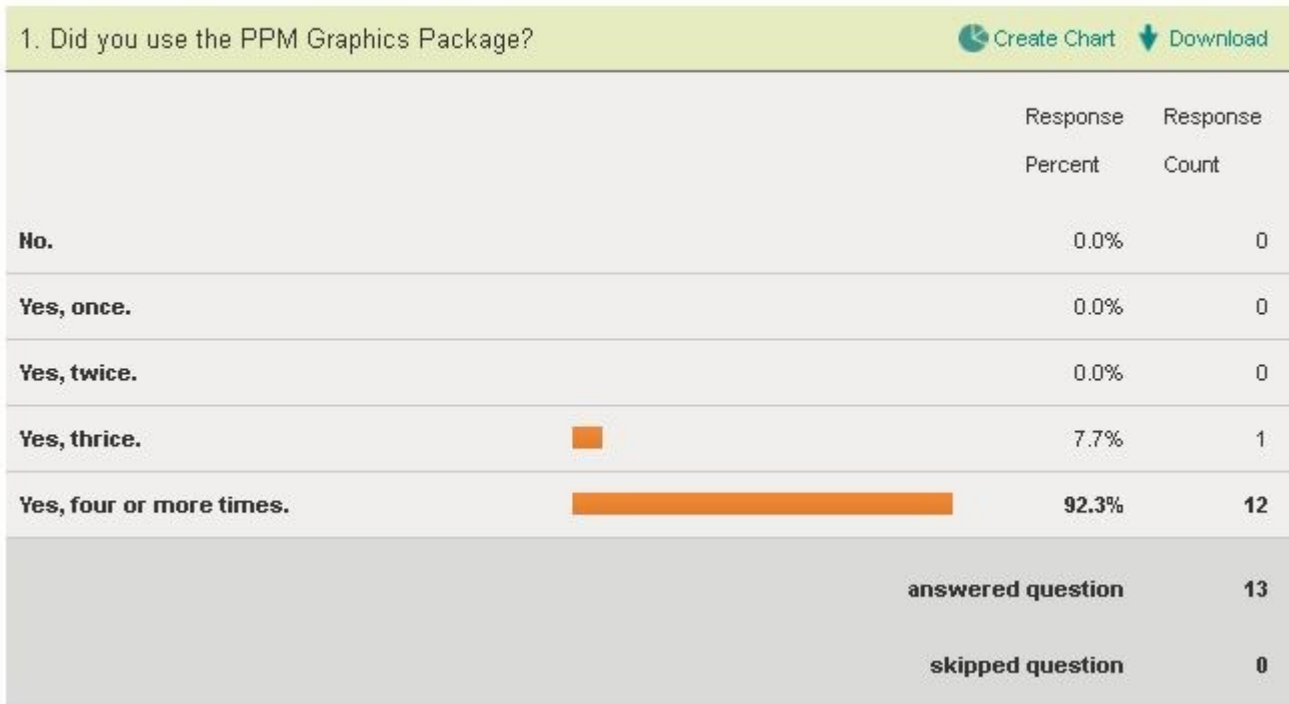 1. Did you use the PPM Graphics Package? Create Chart Download
Response Response
Percent Count
No. 0.0% 0
Yes, once. 0.0% 0
Yes, twice. 0.0% 0
Yes, thrice. 7.7% 1
Yes, four or more times. 92.3% 12
answered question 13
skipped question 0